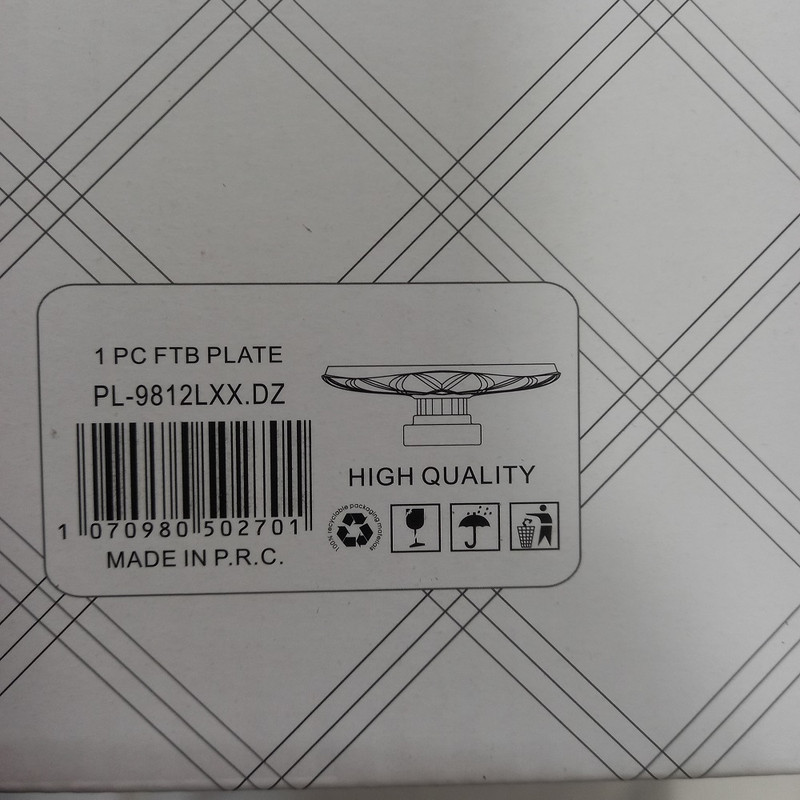 1 PC FTB PLATE
PL-9812LXX.DZ
1 070980 502701
MADE IN P.R.C.
HIGH QUALITY
100% recyclable packaging materials